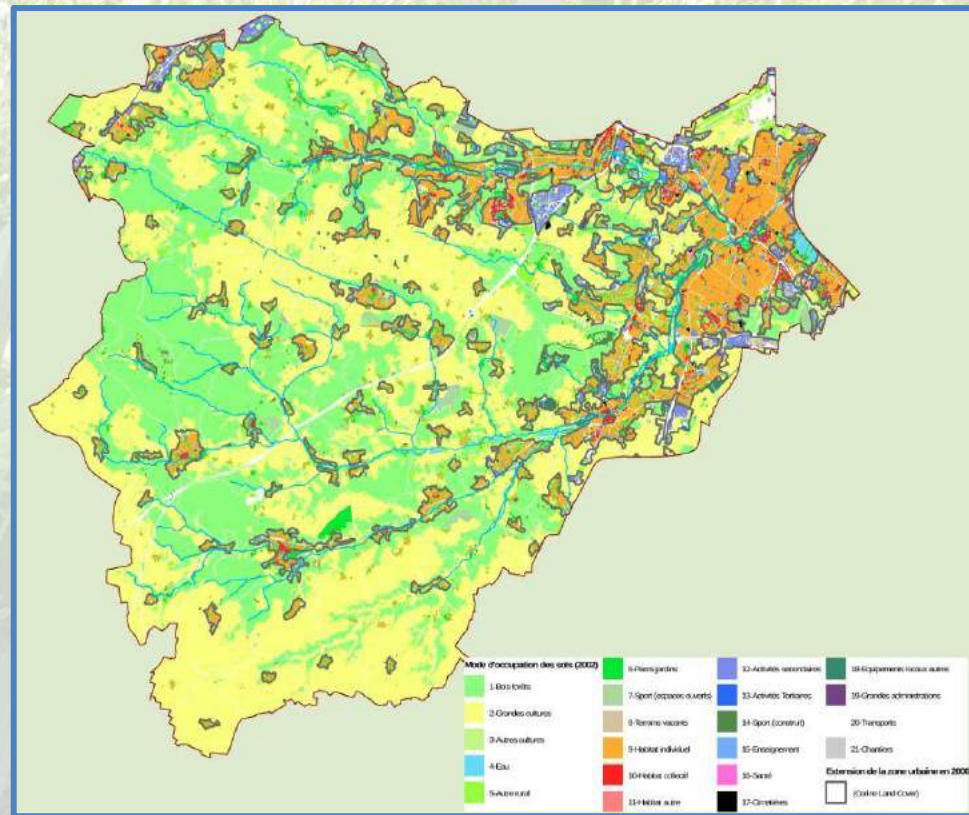 Mode d'occupation des sols (2002)
1-Bois forêts
2-Grandes cultures
3-Autres cultures
4-Eau
5-Autre rural
6-Parcs jardins
7-Sport (espaces ouverts)
8-Terrains vacants
9-Habitat individuel
10-Habitat collectif
11-Habitat autre
12-Activités secondaires
13-Activités Tertiaires
14-Sport (construit)
15-Enseignement
16-Santé
17-Cimetières
18-Equipements locaux autres
19-Grandes administrations
20-Transports
21-Chantiers
Extension de la zone urbaine en 2006
(Corine Land Cover)